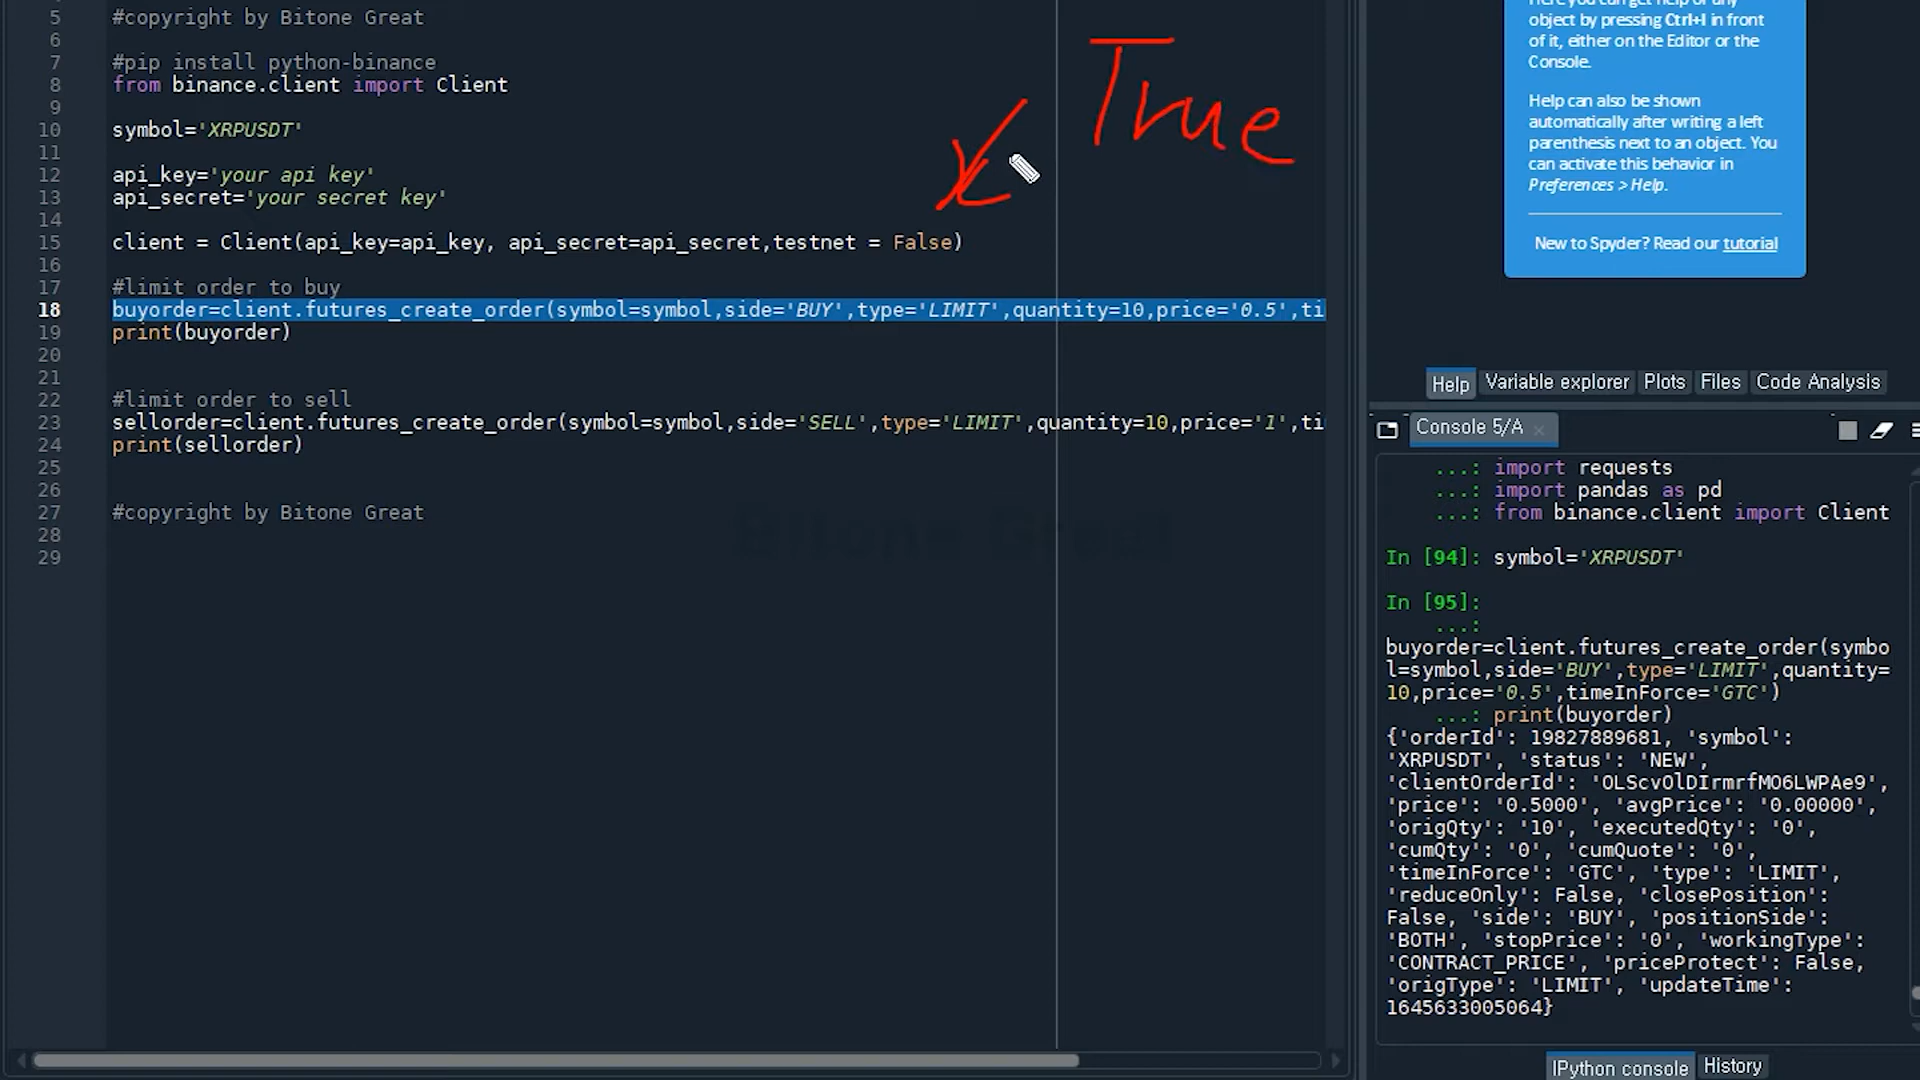 5 #copyright by Bitone Great
6
7 #pip install python-binance
8 from binance.client import Client
9
10 symbol='XRPUSDT'
11
12 api_key='your api key'
13 api_secret='your secret key'
14
15 client = Client(api_key=api_key, api_secret=api_secret,testnet = False)
16
17 #limit order to buy
18 buyorder=client.futures_create_order(symbol=symbol,side='BUY',type='LIMIT',quantity=10,price='0.5',ti
19 print(buyorder)
20
21
22 #limit order to sell
23 sellorder=client.futures_create_order(symbol=symbol,side='SELL',type='LIMIT',quantity=10,price='1',ti
24 print(sellorder)
25
26
27 #copyright by Bitone Great
28
29
True
Bitone Great
Here you can get help of any
object by pressing Ctrl+I in front
of it, either on the Editor or the
Console.
Help can also be shown
automatically after writing a left
parenthesis next to an object. You
can activate this behavior in
Preferences > Help.
New to Spyder? Read our tutorial
Help Variable explorer Plots Files Code Analysis
Console 5/A
...: import requests
...: import pandas as pd
...: from binance.client import Client
In [94]: symbol='XRPUSDT'
In [95]:
...:
buyorder=client.futures_create_order(symbo
l=symbol,side='BUY',type='LIMIT',quantity=
10,price='0.5',timeInForce='GTC')
...: print(buyorder)
{'orderId': 19827889681, 'symbol':
'XRPUSDT', 'status': 'NEW',
'clientOrderId': 'OLScvOlDIrmrfMO6LWPAe9',
'price': '0.5000', 'avgPrice': '0.00000',
'origQty': '10', 'executedQty': '0',
'cumQty': '0', 'cumQuote': '0',
'timeInForce': 'GTC', 'type': 'LIMIT',
'reduceOnly': False, 'closePosition':
False, 'side': 'BUY', 'positionSide':
'BOTH', 'stopPrice': '0', 'workingType':
'CONTRACT_PRICE', 'priceProtect': False,
'origType': 'LIMIT', 'updateTime':
1645633005064}
IPython console History